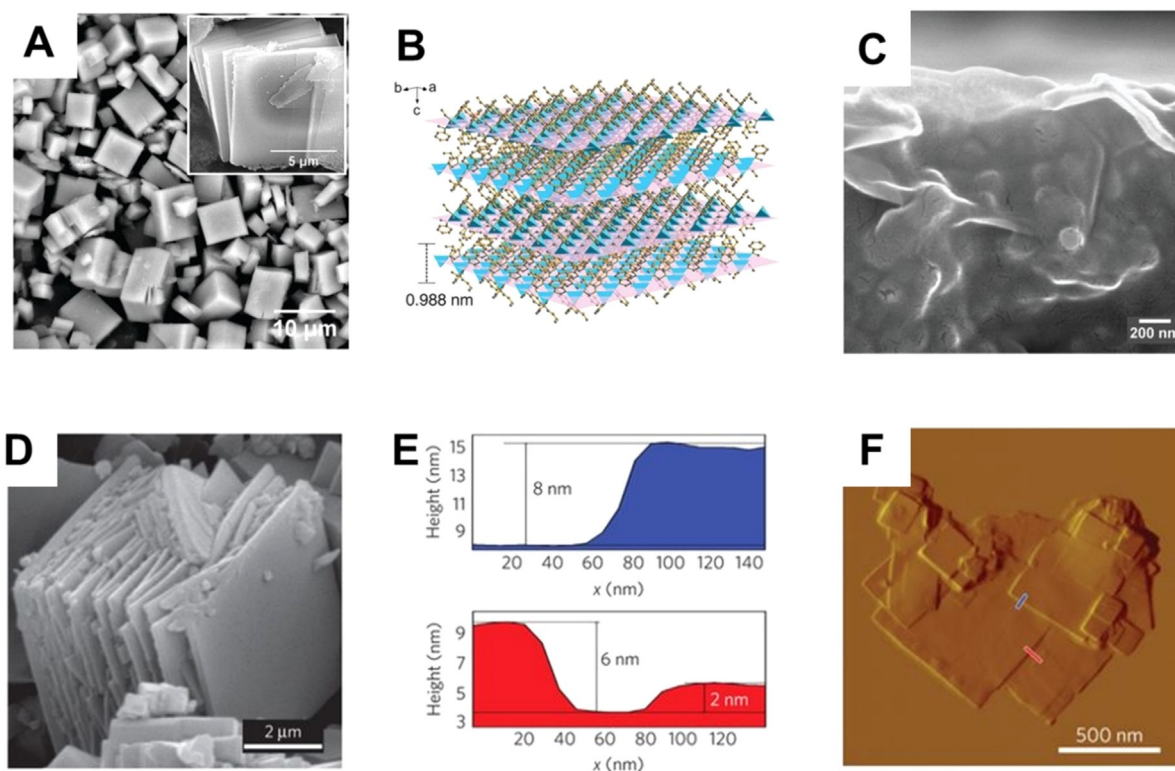 A
5 μm
10 μm
B
b a
c
0.988 nm
C
200 nm
D
2 μm
E
15
13
11
9
Height (nm)
8 nm
20 40 60 80 100 120 140
x (nm)
9
7
5
3
Height (nm)
6 nm
2 nm
20 40 60 80 100 120
x (nm)
F
500 nm